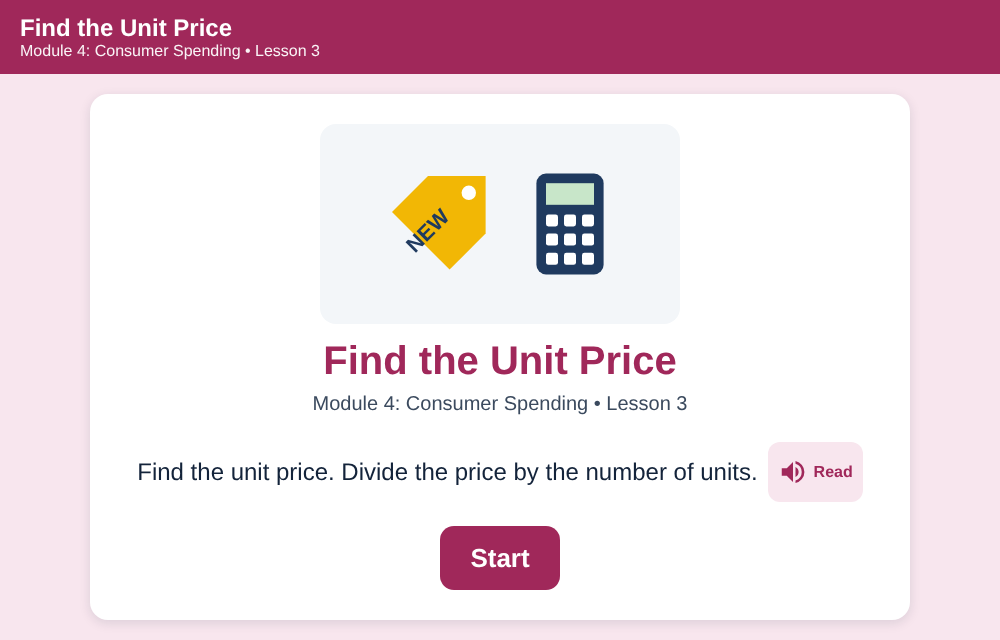 Find the Unit Price
Module 4: Consumer Spending • Lesson 3
NEW
Find the Unit Price
Module 4: Consumer Spending • Lesson 3
Find the unit price. Divide the price by the number of units.
Read
Start